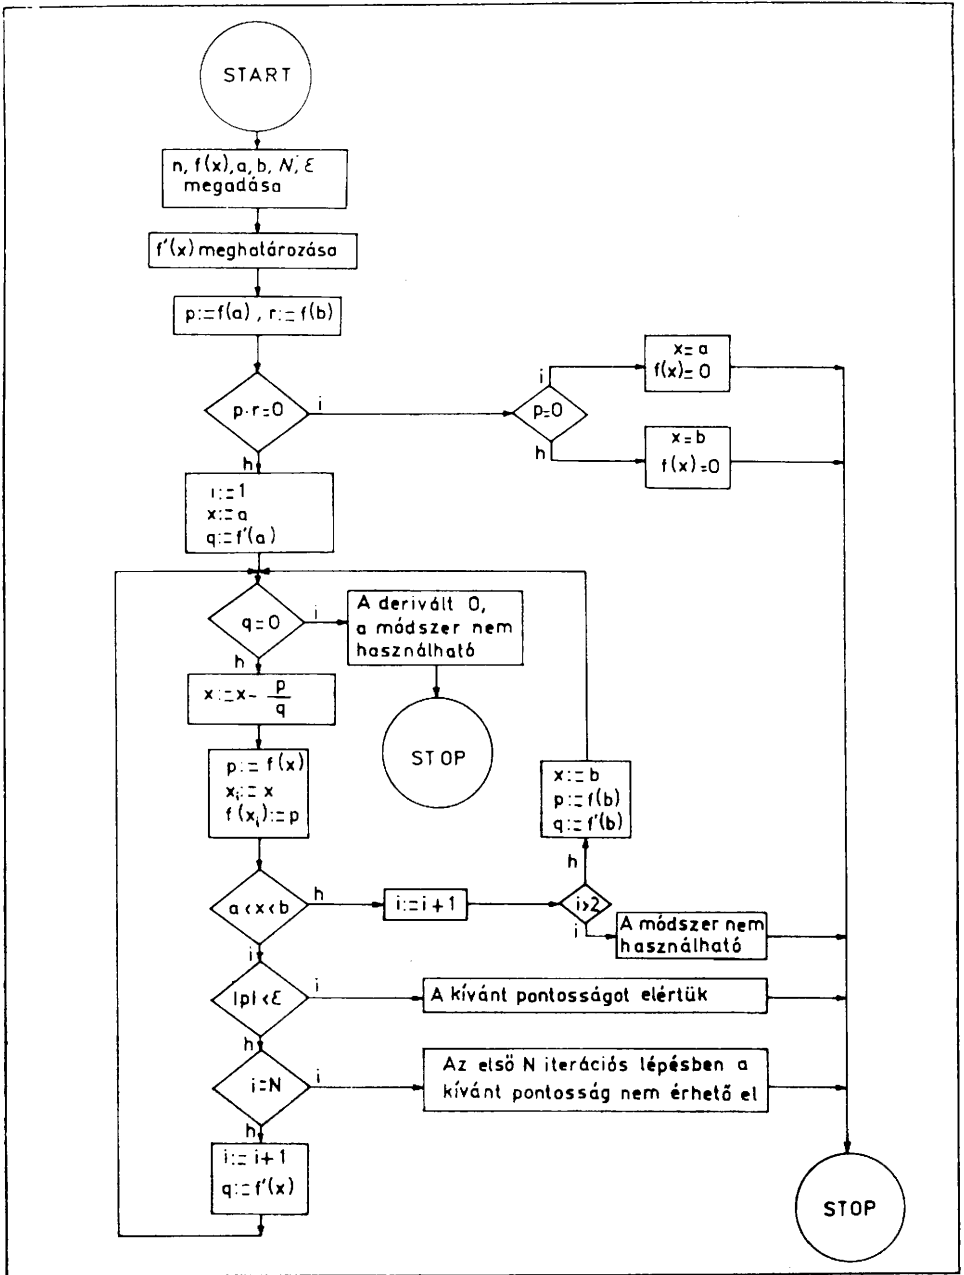 START
n, f(x), a, b, N, ε
megadása
f'(x) meghatározása
p:=f(a), r:=f(b)
p·r=0
i
h
p=0
i
h
x=a
f(x)=0
x=b
f(x)=0
i:=1
x:=a
q:=f'(a)
q=0
i
h
A derivált 0,
a módszer nem
használható
STOP
x:=x- p/q
p:=f(x)
xᵢ:=x
f(xᵢ):=p
x:=b
p:=f(b)
q:=f'(b)
h
a<x<b
h
i
i:=i+1
i>2
i
A módszer nem
használható
|p|<ε
i
h
A kívánt pontosságot elértük
i=N
i
h
Az első N iterációs lépésben a
kívánt pontosság nem érhető el
i:=i+1
q:=f'(x)
STOP